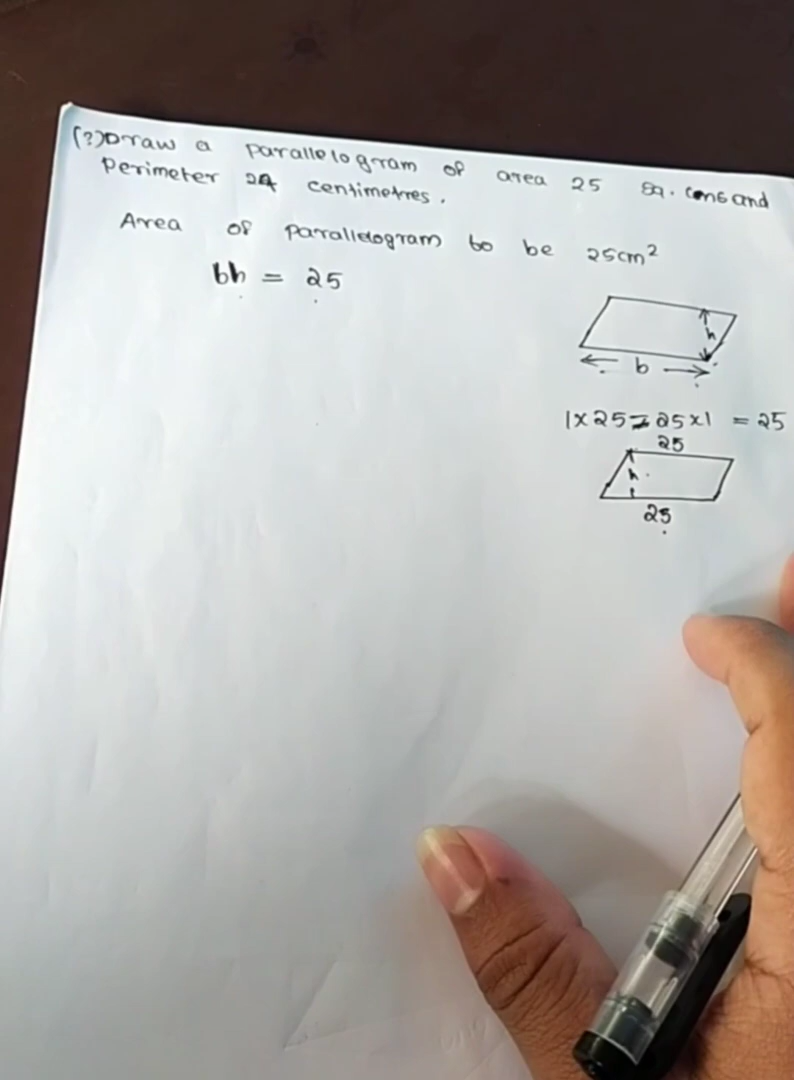 (?) Draw a parallelogram of area 25 sq. cms and
Perimeter 24 centimetres.
Area of parallelogram to be 25cm²
bh = 25
h
b
1×25=25×1 = 25
25
h
25